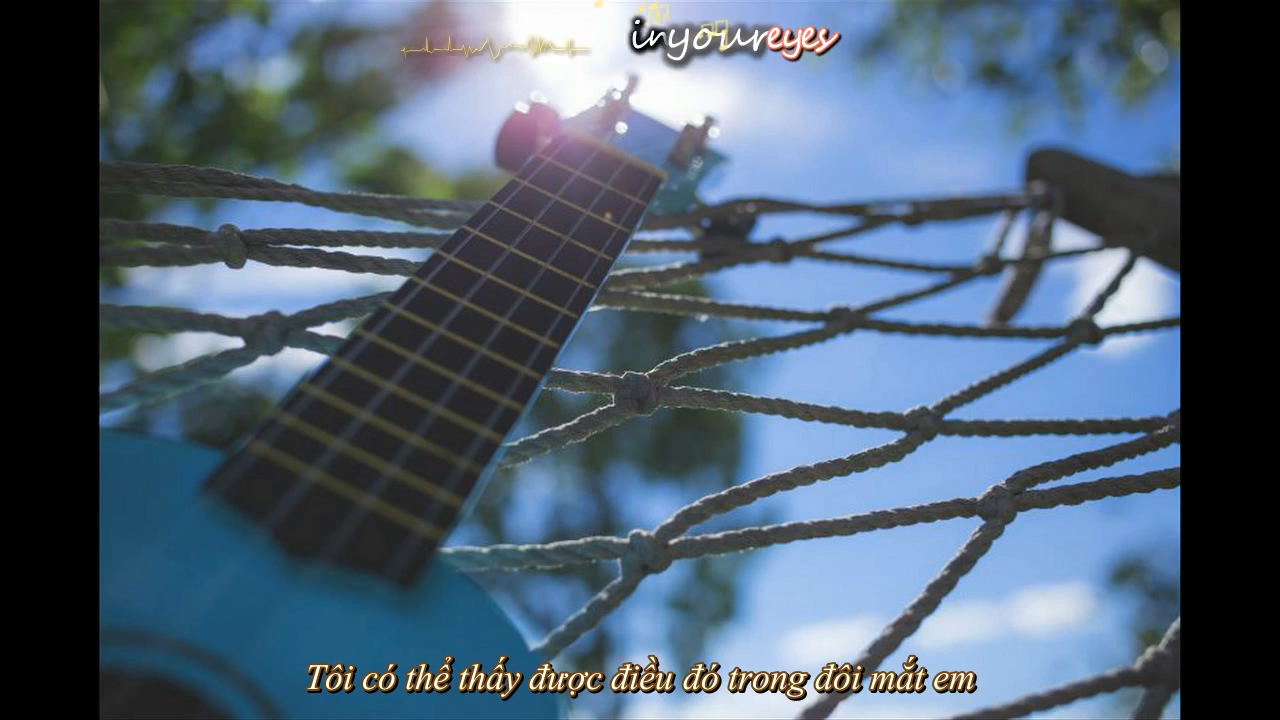 inyoureyes
Tôi có thể thấy được điều đó trong đôi mắt em